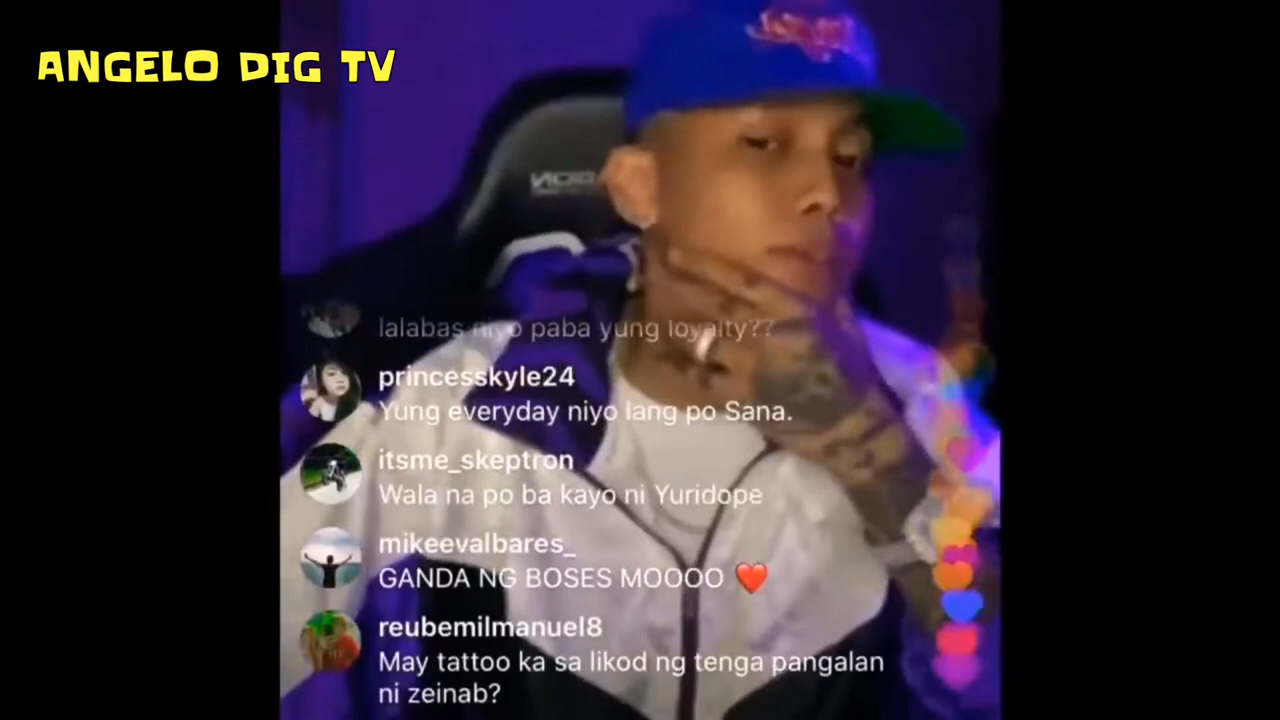 ANGELO DIG TV
lalabas niyo paba yung loyalty??
princesskyle24
Yung everyday niyo lang po Sana.
itsme_skeptron
Wala na po ba kayo ni Yuridope
mikeevalbares_
GANDA NG BOSES MOOOO ❤️
reubemilmanuel8
May tattoo ka sa likod ng tenga pangalan
ni zeinab?